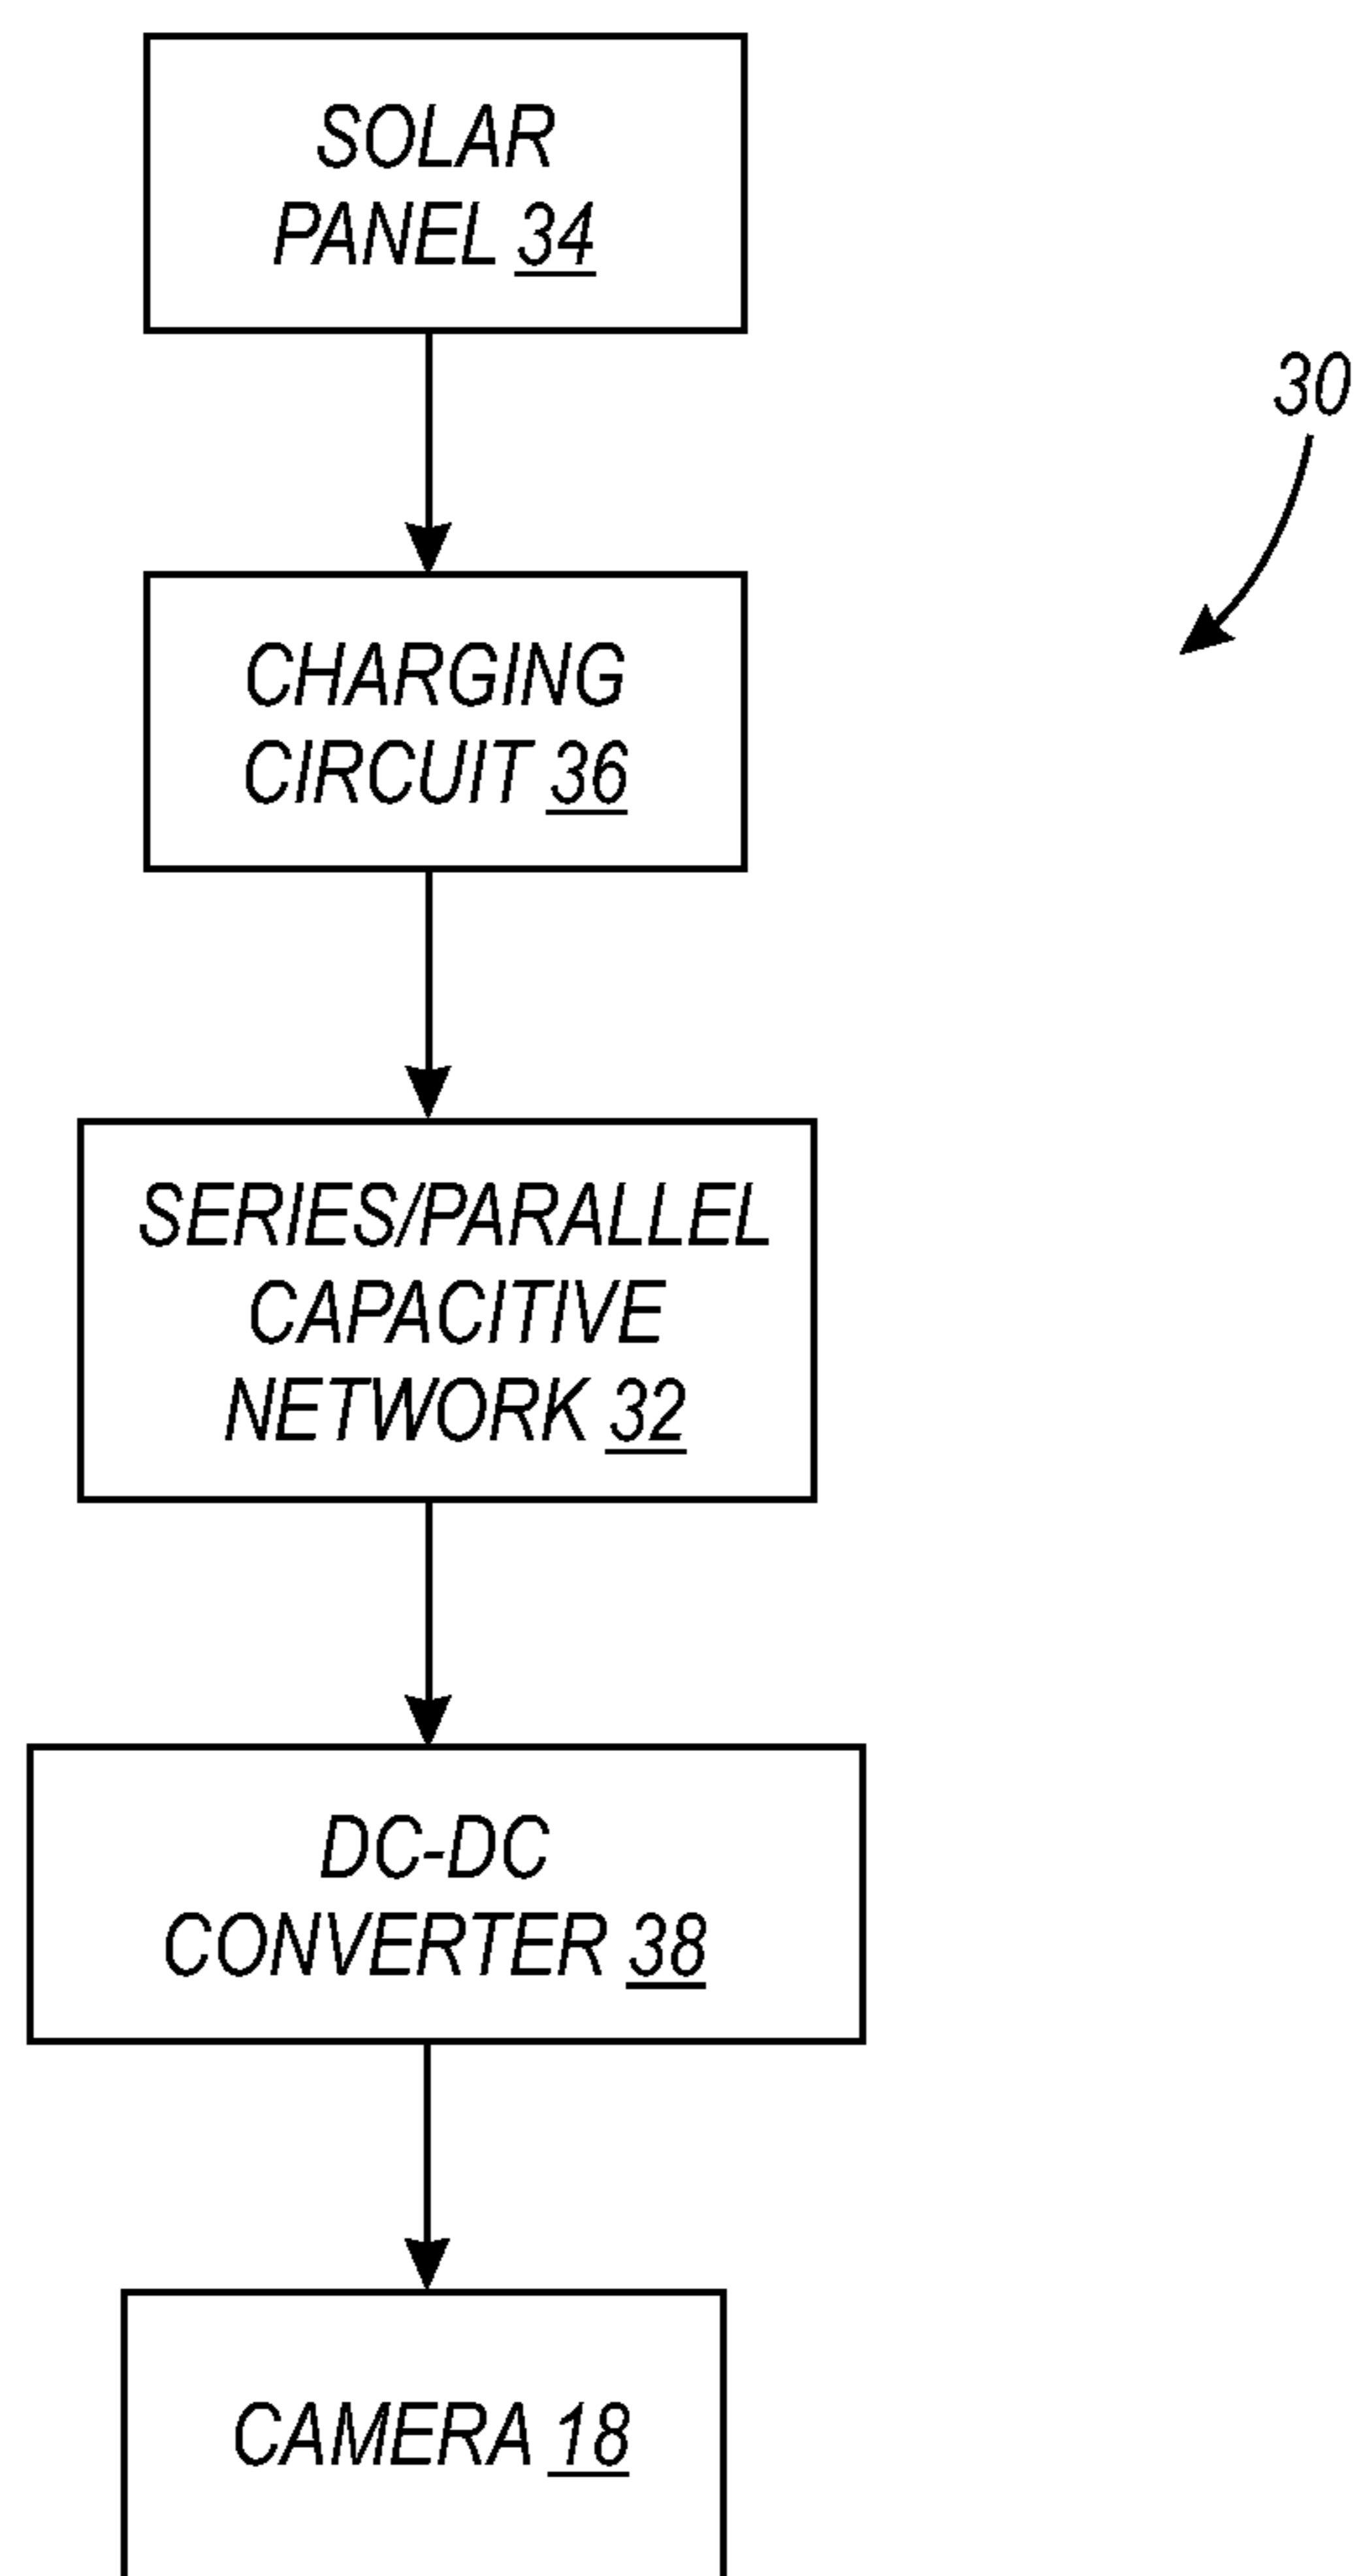 SOLAR
PANEL 34
30
CHARGING
CIRCUIT 36
SERIES/PARALLEL
CAPACITIVE
NETWORK 32
DC-DC
CONVERTER 38
CAMERA 18